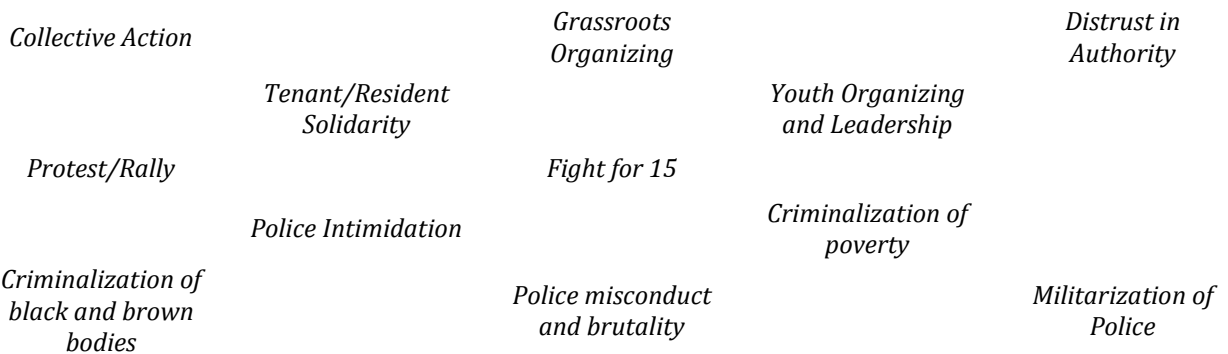 Collective Action
Grassroots
Organizing
Distrust in
Authority
Tenant/Resident
Solidarity
Youth Organizing
and Leadership
Protest/Rally
Fight for 15
Police Intimidation
Criminalization of
poverty
Criminalization of
black and brown
bodies
Police misconduct
and brutality
Militarization of
Police